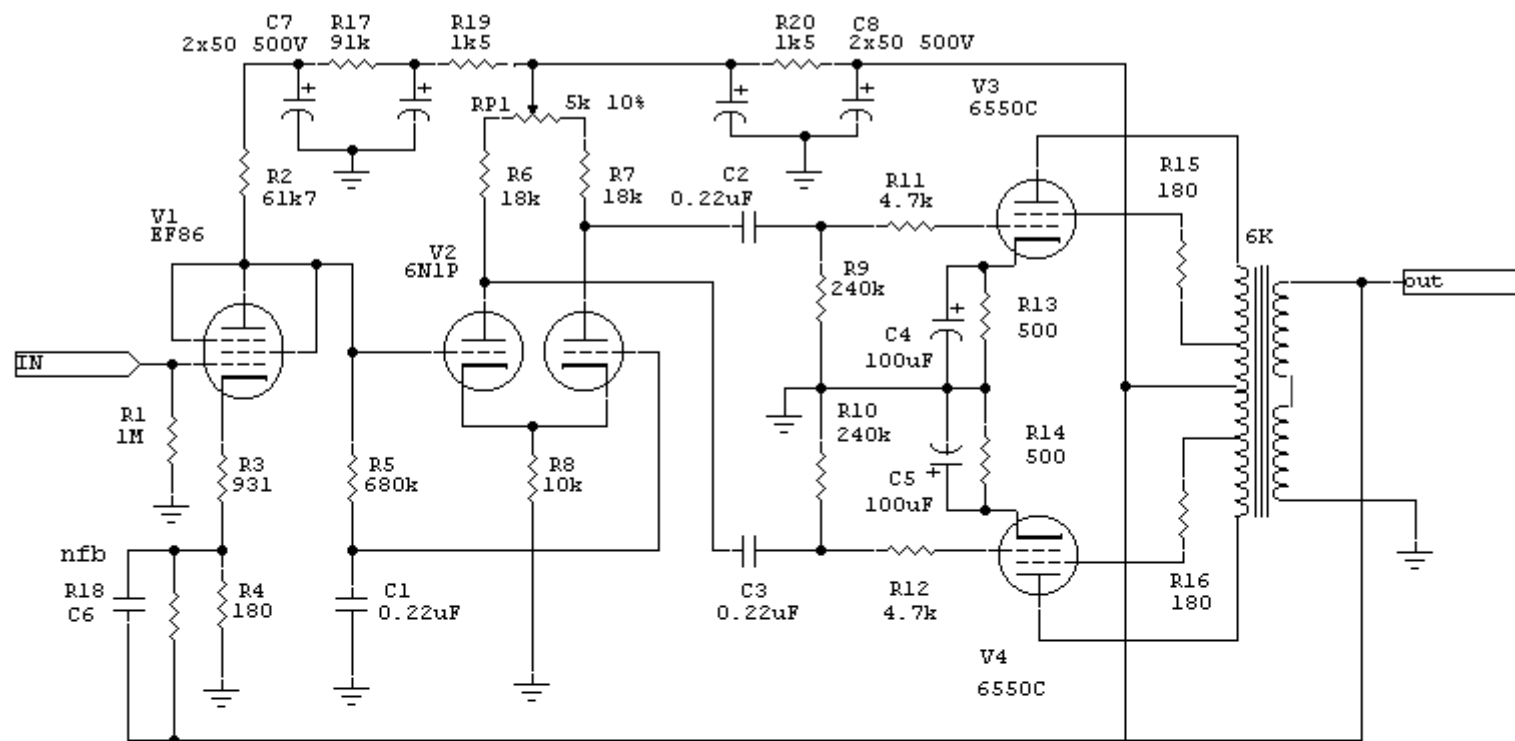 C7
2x50 500V
R17
91k
R19
1k5
R20
1k5
C8
2x50 500V
RP1
5k 10%
V3
6550C
R2
61k7
R6
18k
R7
18k
C2
0.22uF
R11
4.7k
R15
180
V1
EF86
V2
6N1P
6K
R9
240k
R13
500
out
C4
100uF
IN
R1
1M
R10
240k
R14
500
R3
931
R5
680k
R8
10k
C5
100uF
nfb
R18
C6
R4
180
C1
0.22uF
C3
0.22uF
R12
4.7k
R16
180
V4
6550C